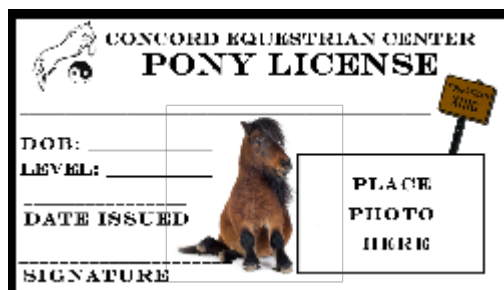 CONCORD EQUESTRIAN CENTER
PONY LICENSE
DOB:
LEVEL:
DATE ISSUED
SIGNATURE
PLACE
PHOTO
HERE